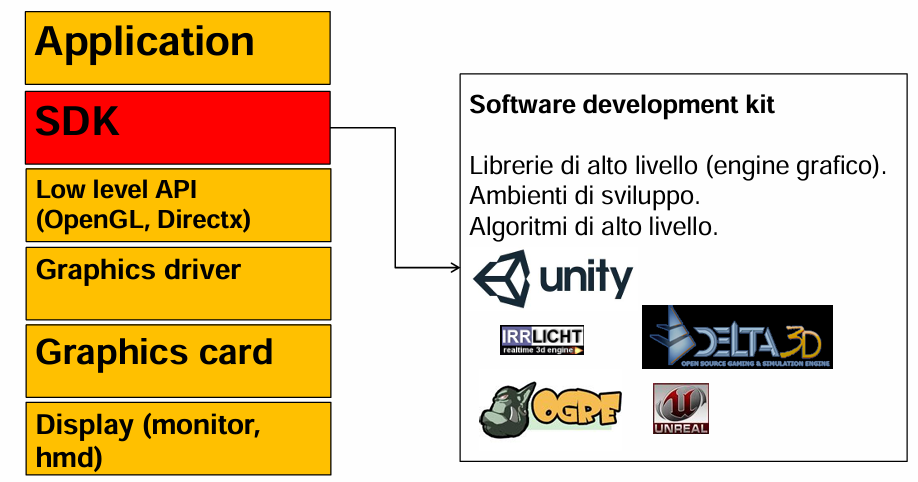 Application
SDK
Low level API
(OpenGL, Directx)
Graphics driver
Graphics card
Display (monitor,
hmd)
Software development kit
Librerie di alto livello (engine grafico).
Ambienti di sviluppo.
Algoritmi di alto livello.
unity
IRRLICHT
realtime 3d engine
DELTA3D
OPEN SOURCE GAMING & SIMULATION ENGINE
OGRE
UNREAL